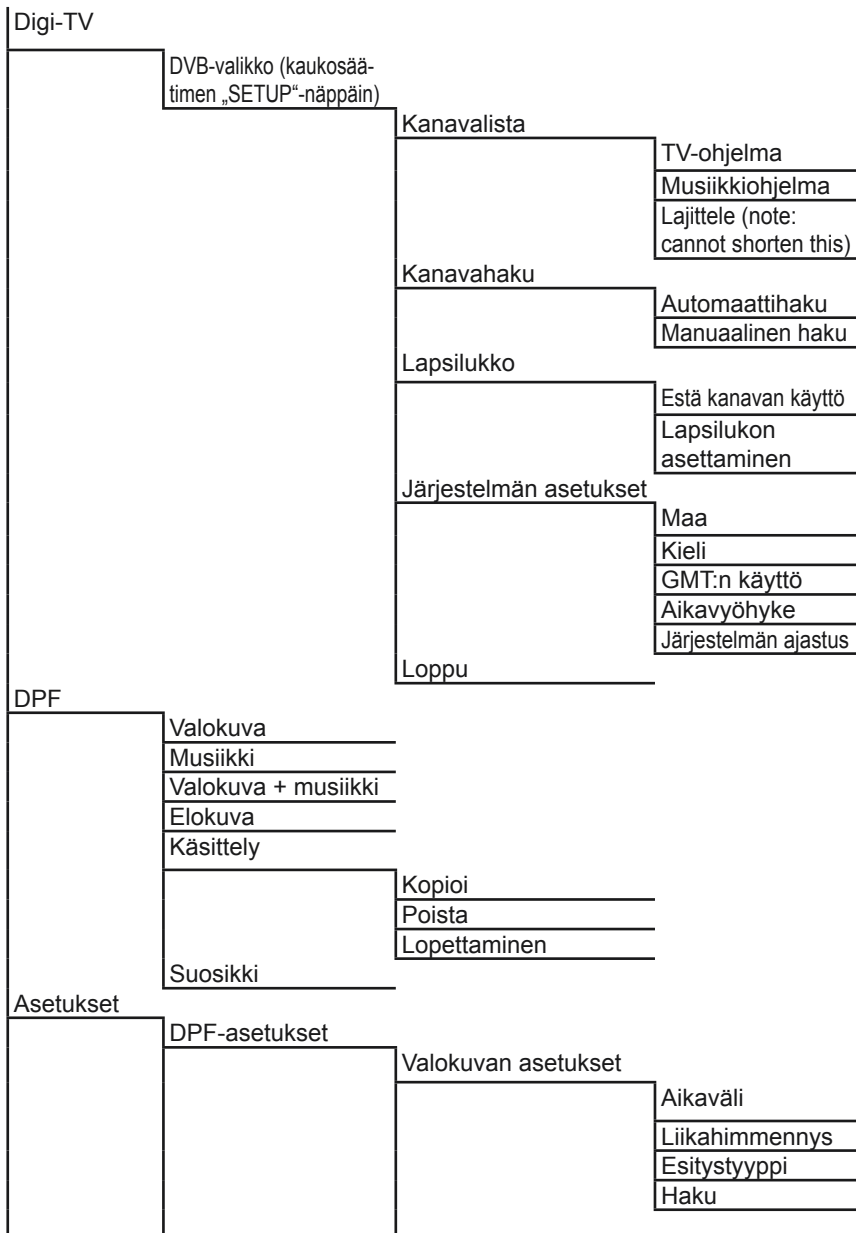 Digi-TV
DVB-valikko (kaukosää-
timen „SETUP“-näppäin)
Kanavalista
TV-ohjelma
Musiikkiohjelma
Lajittele (note:
cannot shorten this)
Kanavahaku
Automaattihaku
Manuaalinen haku
Lapsilukko
Estä kanavan käyttö
Lapsilukon
asettaminen
Järjestelmän asetukset
Maa
Kieli
GMT:n käyttö
Aikavyöhyke
Järjestelmän ajastus
Loppu
DPF
Valokuva
Musiikki
Valokuva + musiikki
Elokuva
Käsittely
Kopioi
Poista
Lopettaminen
Suosikki
Asetukset
DPF-asetukset
Valokuvan asetukset
Aikaväli
Liikahimmennys
Esitystyyppi
Haku